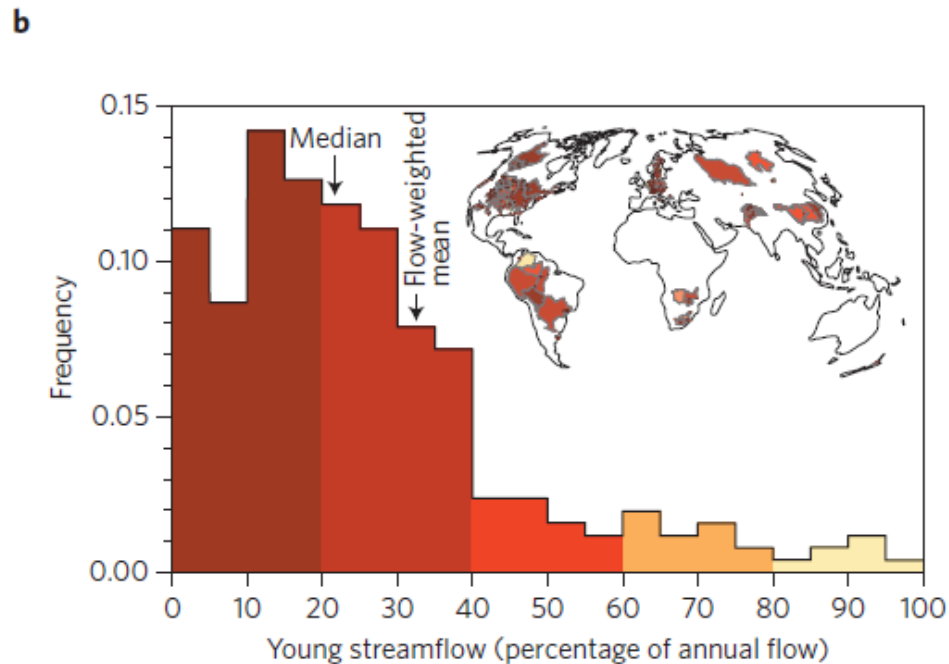 b
0.15
Median
Flow-weighted
mean
0.10
Frequency
0.05
0.00
0 10 20 30 40 50 60 70 80 90 100
Young streamflow (percentage of annual flow)